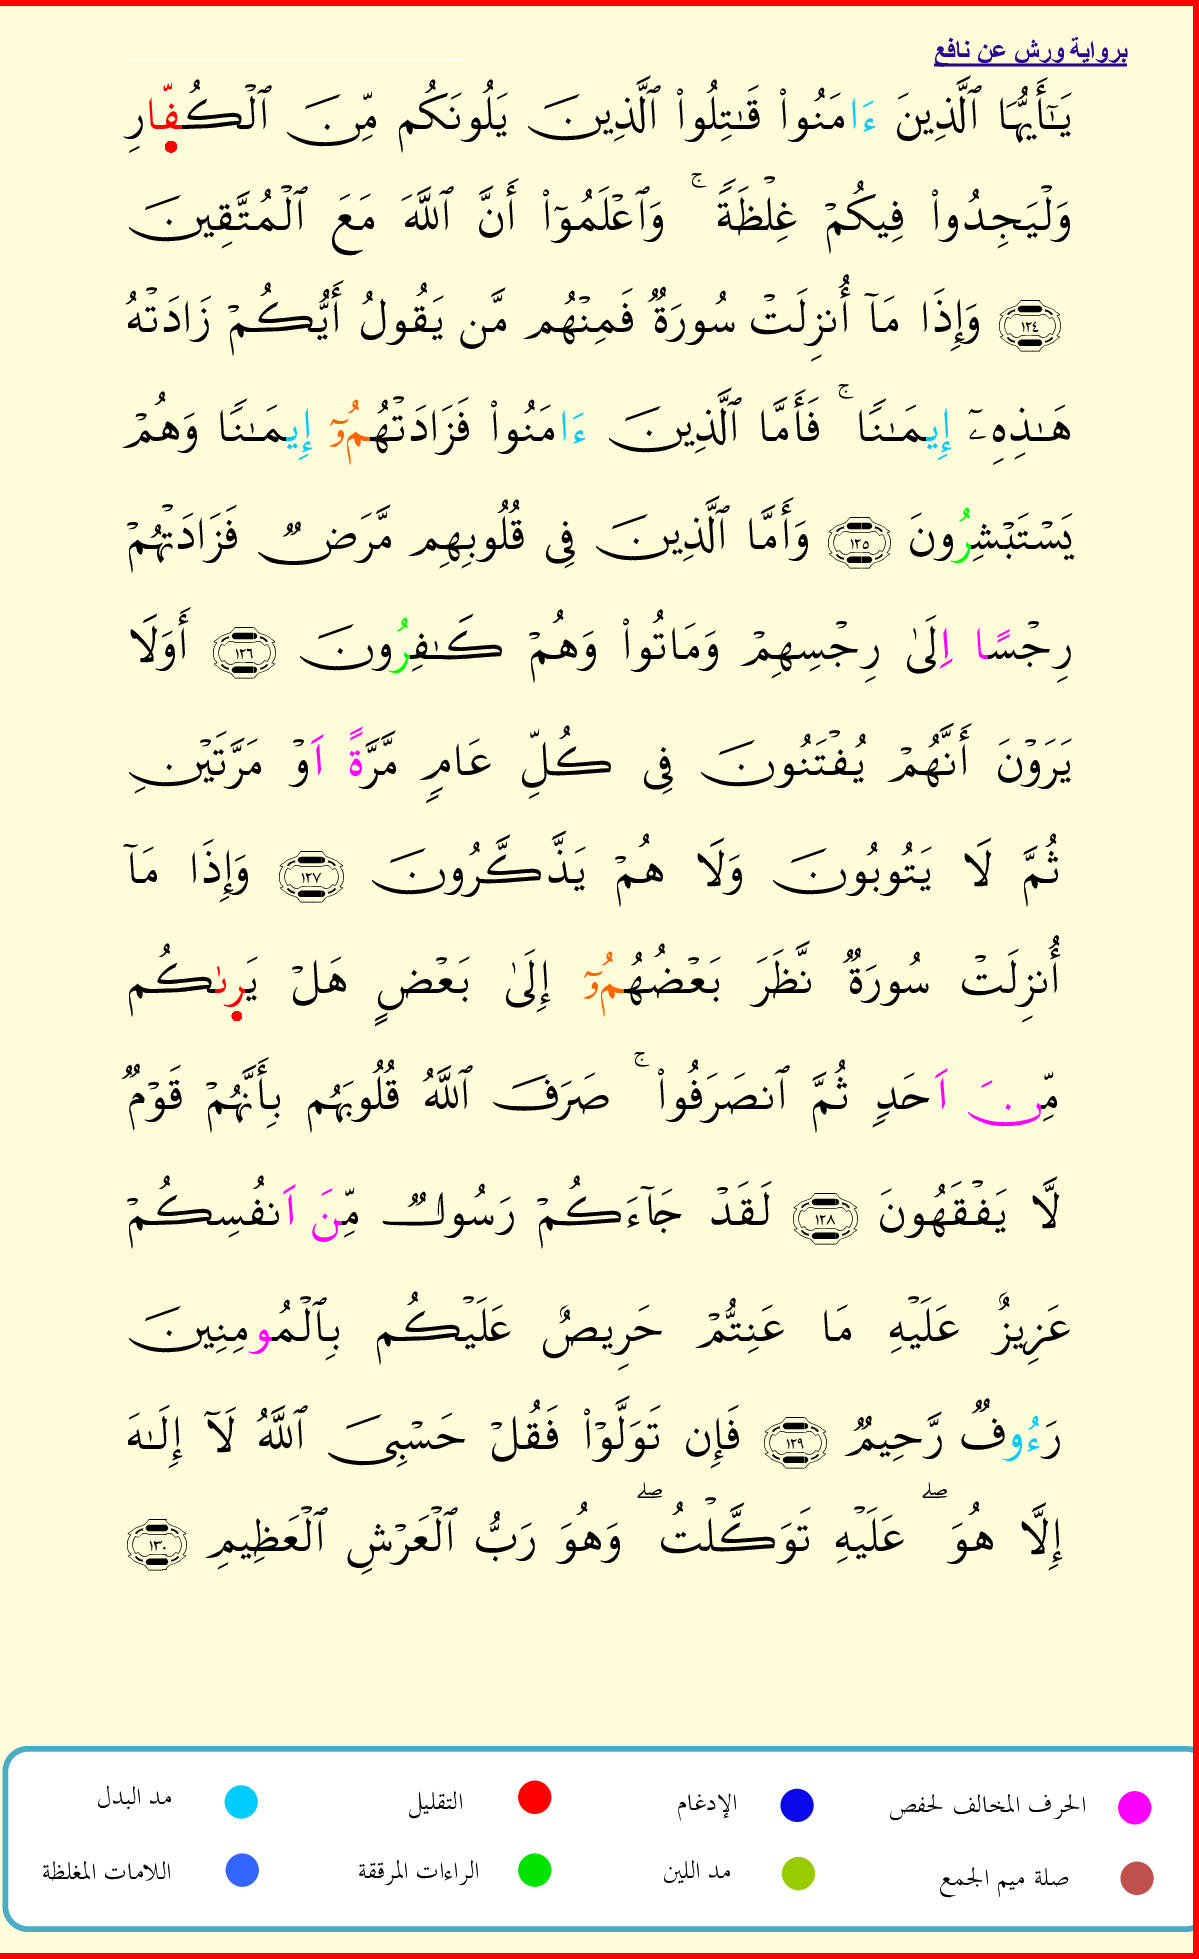 برواية ورش عن نافع
يَـٰٓأَيُّهَا ٱلَّذِينَ ءَامَنُوا۟ قَـٰتِلُوا۟ ٱلَّذِينَ يَلُونَكُم مِّنَ ٱلْكُفّ۪ارِ
وَلْيَجِدُوا۟ فِيكُمْ غِلْظَةً ۚ وَٱعْلَمُوٓا۟ أَنَّ ٱللَّهَ مَعَ ٱلْمُتَّقِينَ
١٢٤ وَإِذَا مَآ أُنزِلَتْ سُورَةٌ فَمِنْهُم مَّن يَقُولُ أَيُّكُمْ زَادَتْهُ
هَـٰذِهِۦٓ إِيمَـٰنًا ۚ فَأَمَّا ٱلَّذِينَ ءَامَنُوا۟ فَزَادَتْهُمُوٓ إِيمَـٰنًا وَهُمْ
يَسْتَبْشِرُونَ ١٢٥ وَأَمَّا ٱلَّذِينَ فِى قُلُوبِهِم مَّرَضٌ فَزَادَتْهُمْ
رِجْسًا اِلَىٰ رِجْسِهِمْ وَمَاتُوا۟ وَهُمْ كَـٰفِرُونَ ١٢٦ أَوَلَا
يَرَوْنَ أَنَّهُمْ يُفْتَنُونَ فِى كُلِّ عَامٍ مَّرَّةً اَوْ مَرَّتَيْنِ
ثُمَّ لَا يَتُوبُونَ وَلَا هُمْ يَذَّكَّرُونَ ١٢٧ وَإِذَا مَآ
أُنزِلَتْ سُورَةٌ نَّظَرَ بَعْضُهُمُوٓ إِلَىٰ بَعْضٍ هَلْ يَر۪ىٰكُم
مِّنَ اَحَدٍ ثُمَّ ٱنصَرَفُوا۟ ۚ صَرَفَ ٱللَّهُ قُلُوبَهُم بِأَنَّهُمْ قَوْمٌ
لَّا يَفْقَهُونَ ١٢٨ لَقَدْ جَآءَكُمْ رَسُولٌ مِّنَ اَنفُسِكُمْ
عَزِيزٌ عَلَيْهِ مَا عَنِتُّمْ حَرِيصٌ عَلَيْكُم بِٱلْمُومِنِينَ
رَءُوفٌ رَّحِيمٌ ١٢٩ فَإِن تَوَلَّوْا۟ فَقُلْ حَسْبِىَ ٱللَّهُ لَآ إِلَـٰهَ
إِلَّا هُوَ ۖ عَلَيْهِ تَوَكَّلْتُ ۖ وَهُوَ رَبُّ ٱلْعَرْشِ ٱلْعَظِيمِ ١٣٠
الحرف المخالف لحفص الإدغام التقليل مد البدل
صلة ميم الجمع مد اللين الراءات المرققة اللامات المغلظة